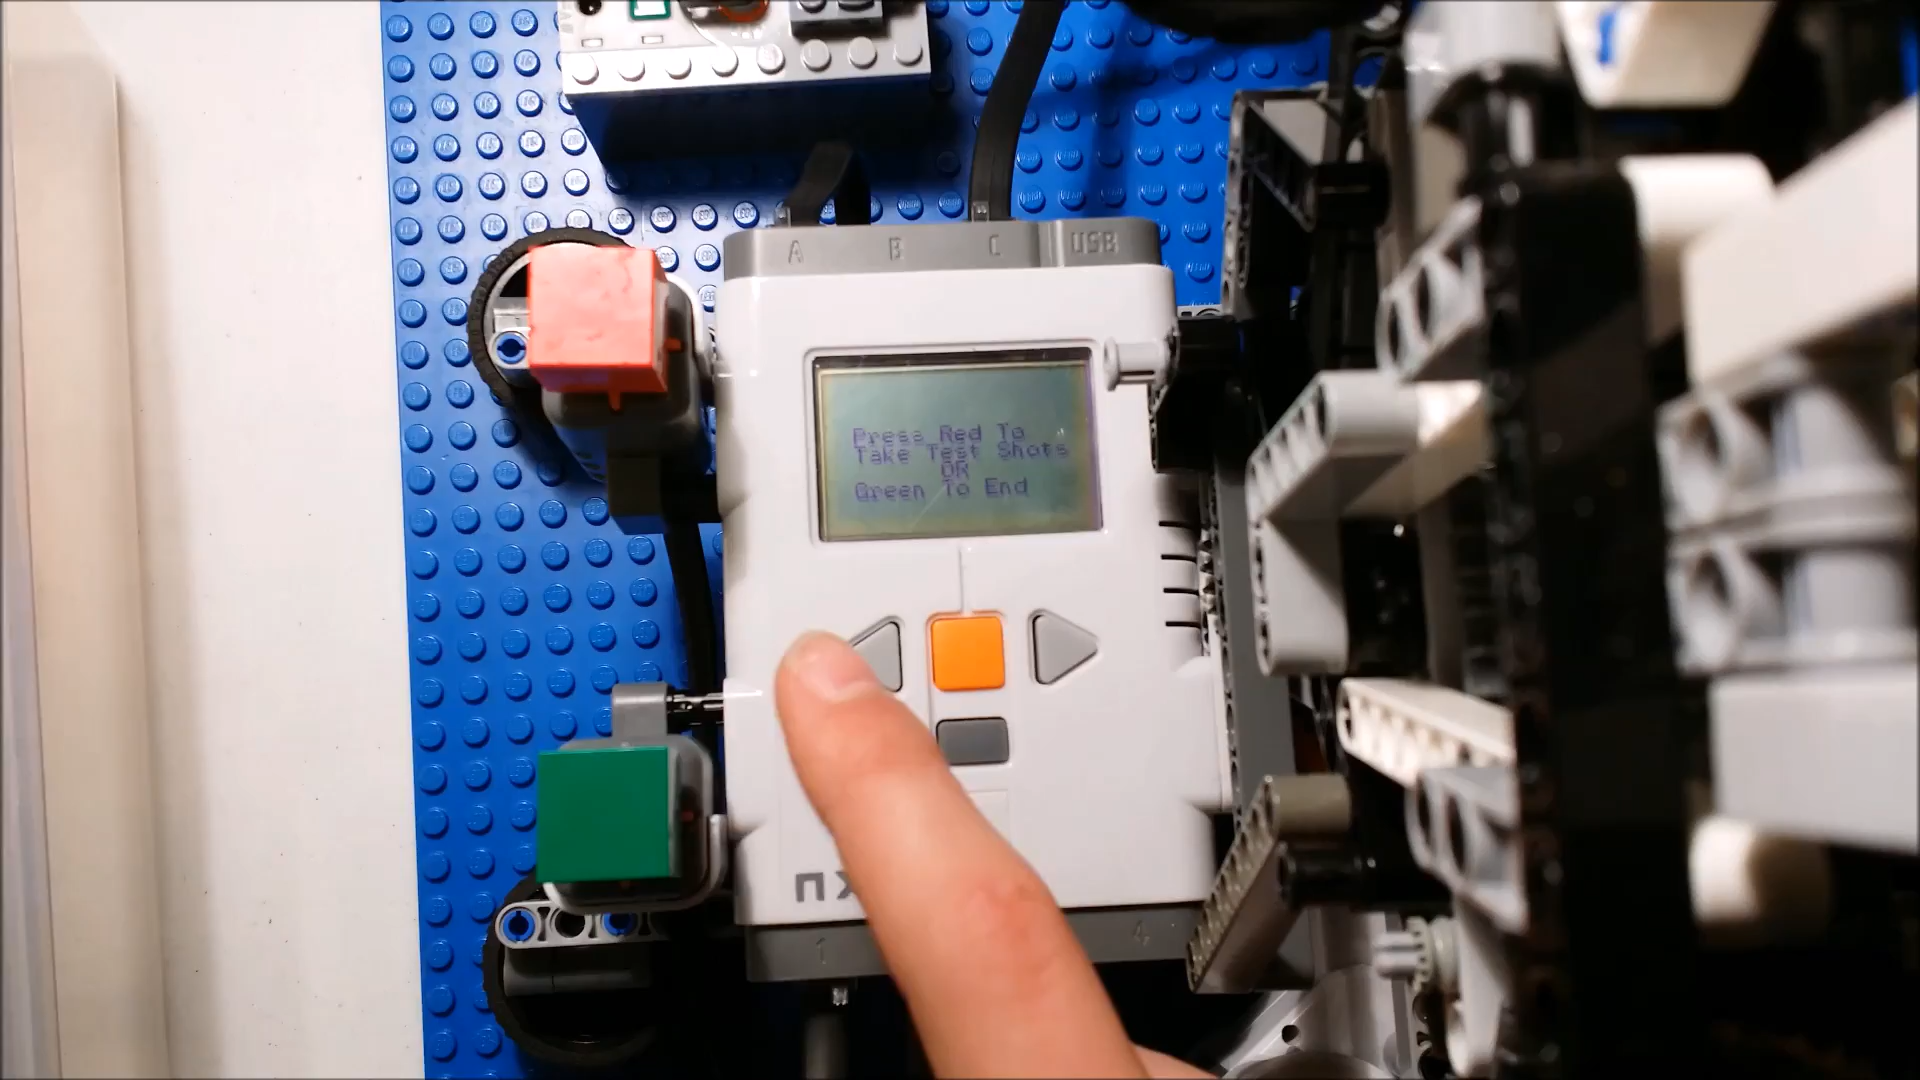 A B C USB
Press Red To
Take Test Shots
OR
Green To End
1 4